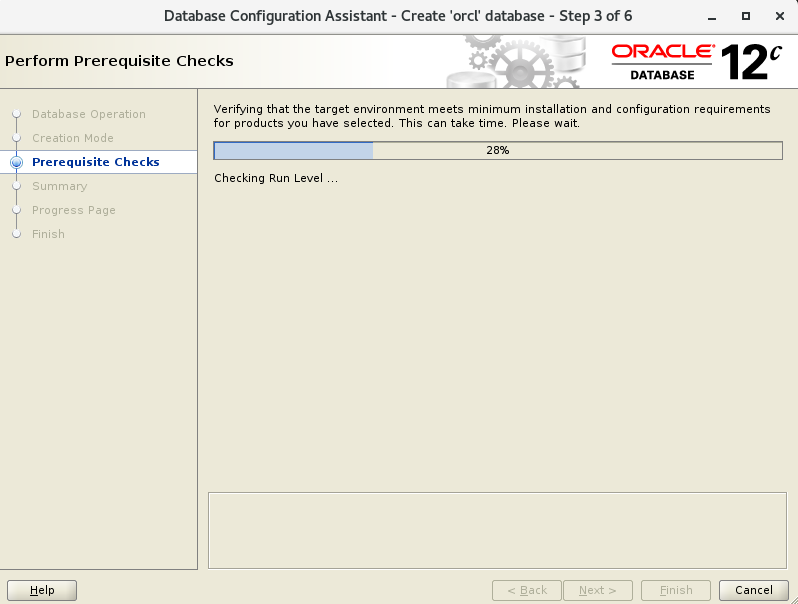 Database Configuration Assistant - Create 'orcl' database - Step 3 of 6
Perform Prerequisite Checks
ORACLE®
DATABASE
12c
Database Operation
Creation Mode
Prerequisite Checks
Summary
Progress Page
Finish
Verifying that the target environment meets minimum installation and configuration requirements
for products you have selected. This can take time. Please wait.
28%
Checking Run Level ...
Help
< Back
Next >
Finish
Cancel